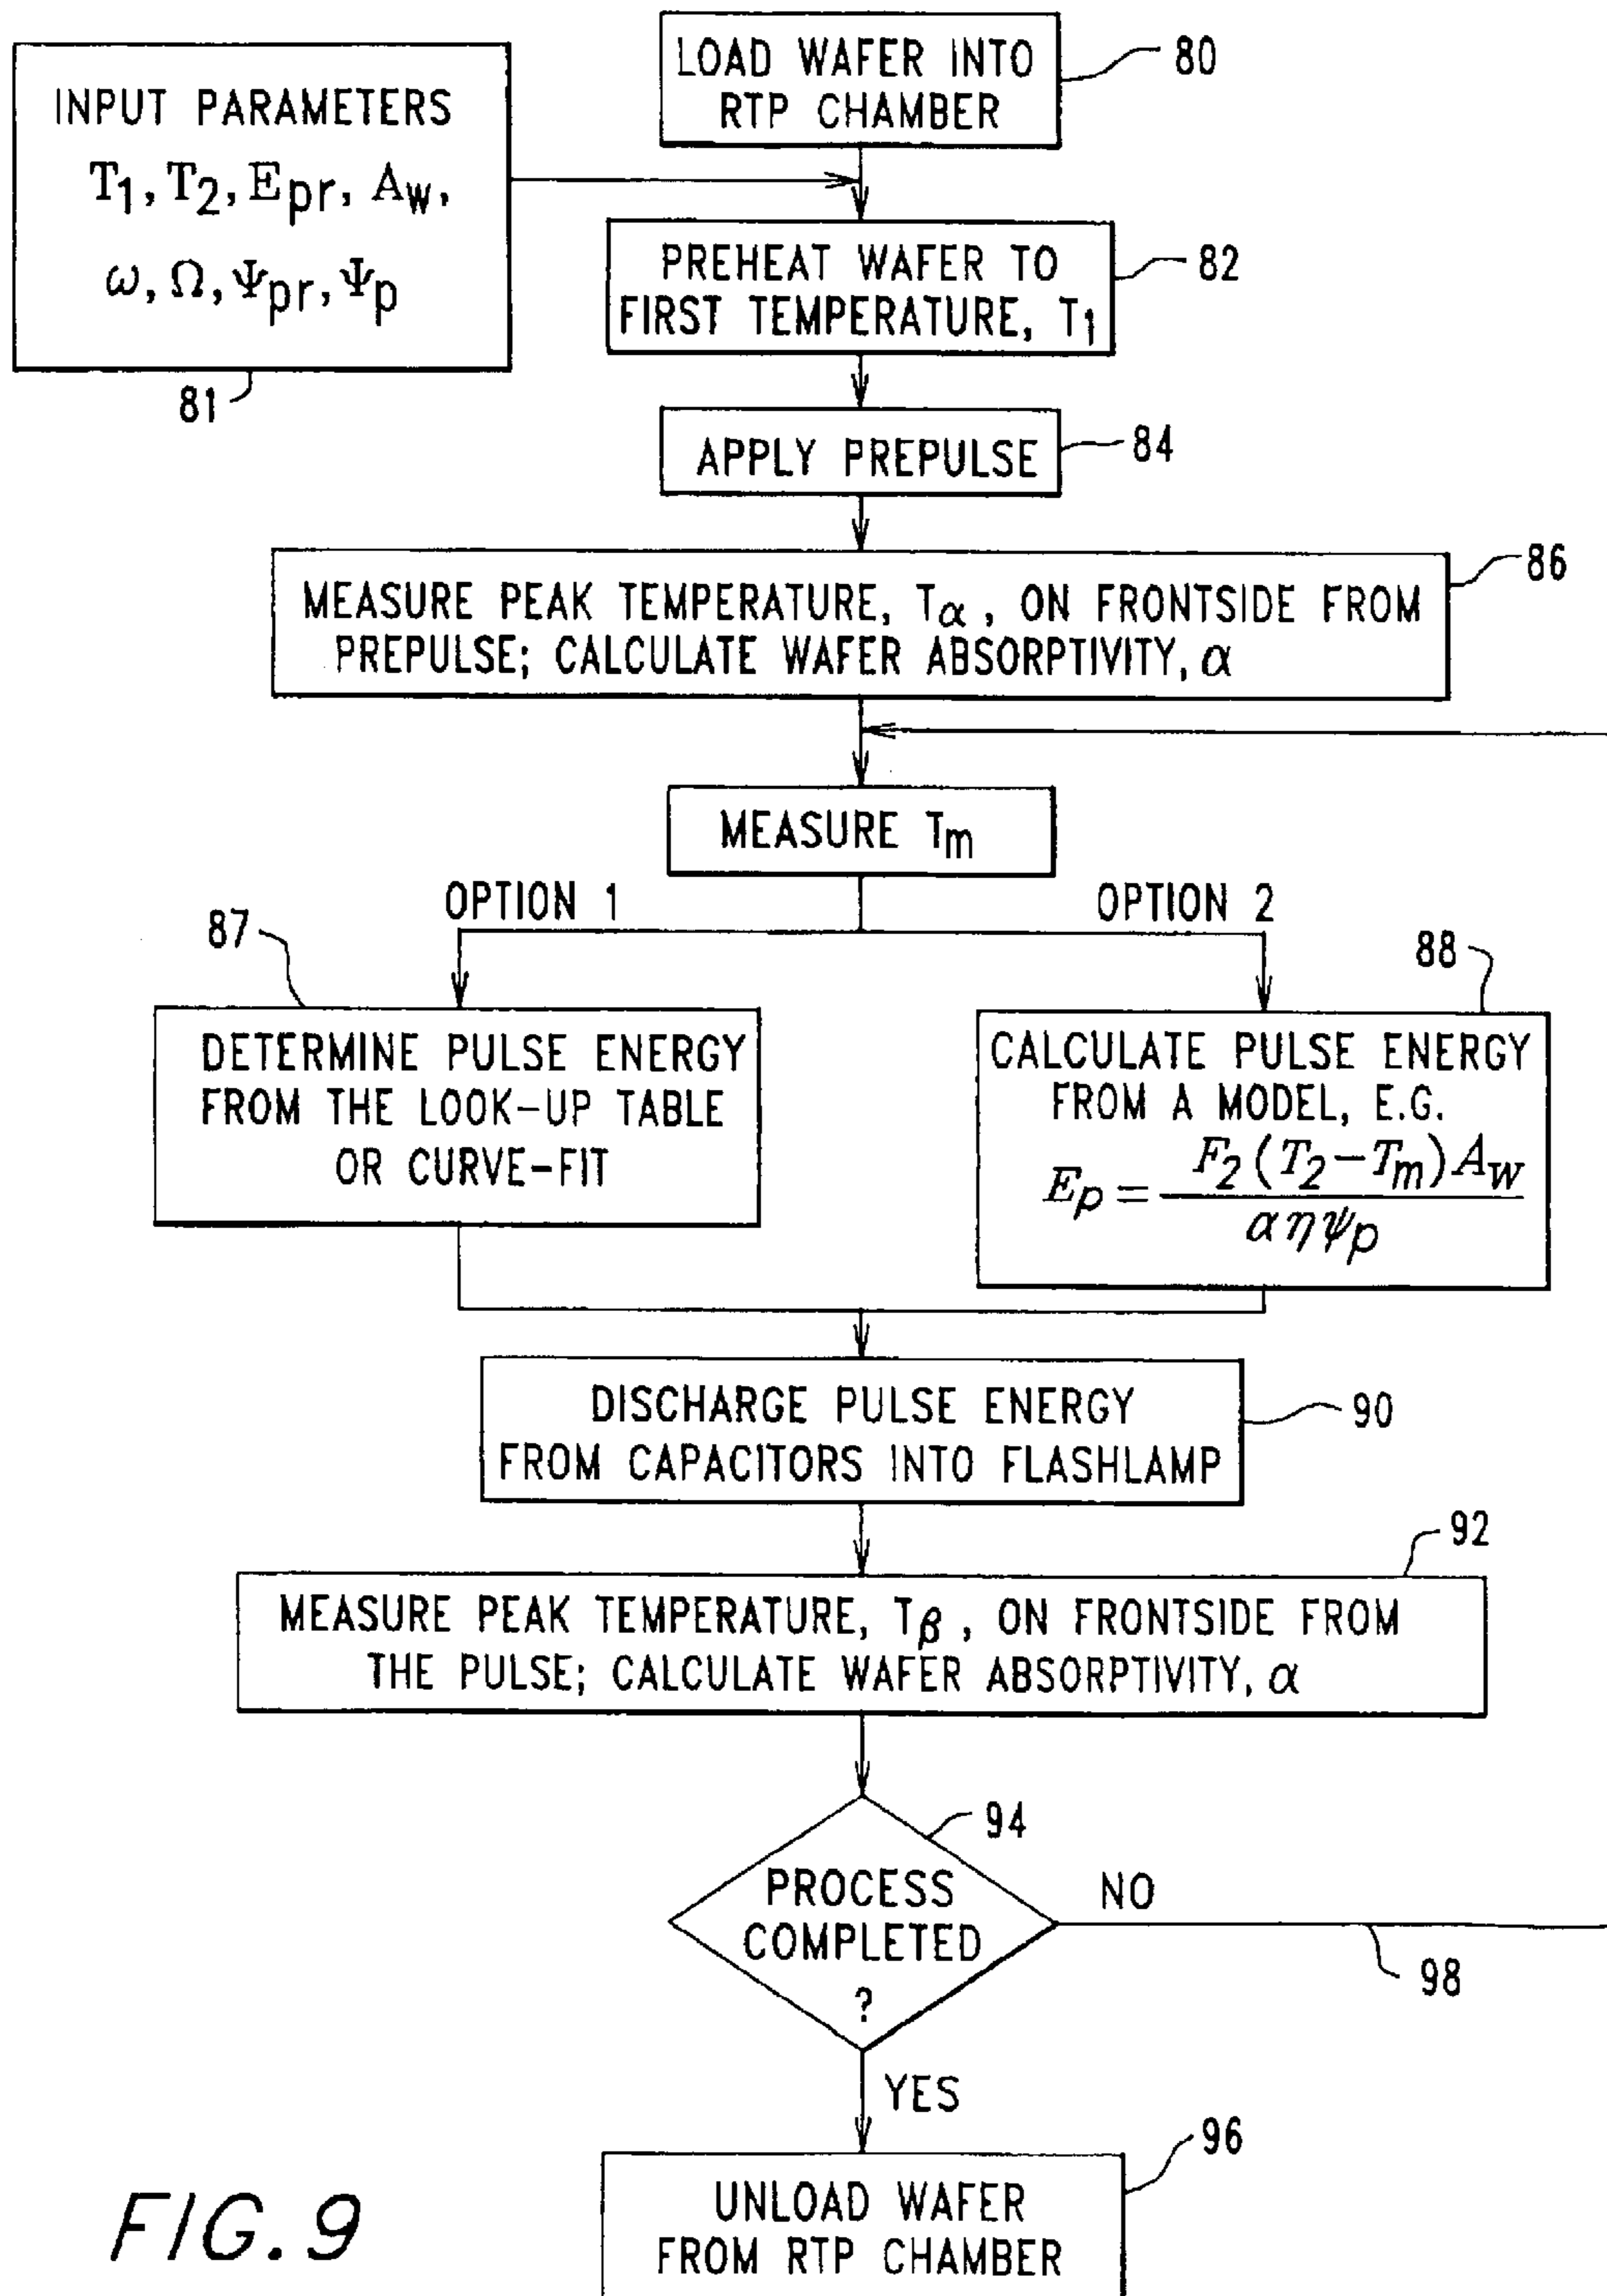 LOAD WAFER INTO
RTP CHAMBER
80
INPUT PARAMETERS
T1, T2, Epr, Aw,
ω, Ω, Ψpr, Ψp
81
PREHEAT WAFER TO
FIRST TEMPERATURE, T1
82
APPLY PREPULSE
84
MEASURE PEAK TEMPERATURE, Tα, ON FRONTSIDE FROM
PREPULSE; CALCULATE WAFER ABSORPTIVITY, α
86
MEASURE Tm
OPTION 1
OPTION 2
87
DETERMINE PULSE ENERGY
FROM THE LOOK-UP TABLE
OR CURVE-FIT
88
CALCULATE PULSE ENERGY
FROM A MODEL, E.G.
Ep = F2 (T2 - Tm) Aw / α η ψp
DISCHARGE PULSE ENERGY
FROM CAPACITORS INTO FLASHLAMP
90
92
MEASURE PEAK TEMPERATURE, Tβ, ON FRONTSIDE FROM
THE PULSE; CALCULATE WAFER ABSORPTIVITY, α
94
PROCESS
COMPLETED
?
NO
98
YES
96
UNLOAD WAFER
FROM RTP CHAMBER
FIG. 9